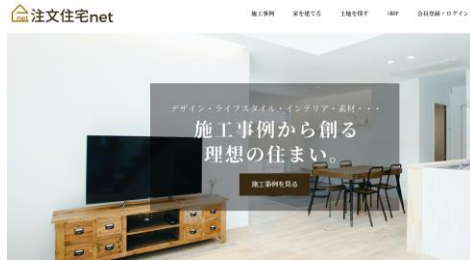 net 注文住宅net
施工事例 家を建てる 土地を探す SHOP 会員登録・ログイン
デザイン・ライフスタイル・インテリア・素材・・・
施工事例から創る
理想の住まい。
施工事例を見る